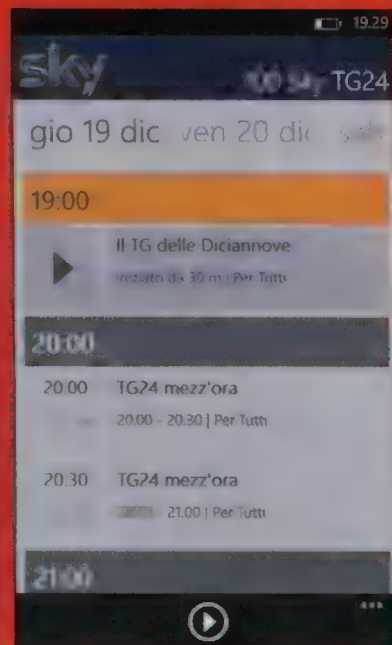 19.29
sky
TG24
gio 19 dic ven 20 dic
19:00
Il TG delle Diciannove
iniziato da 30 m | Per Tutti
20:00
20.00 TG24 mezz'ora
20.00 - 20.30 | Per Tutti
20.30 TG24 mezz'ora
- 21.00 | Per Tutti
21:00